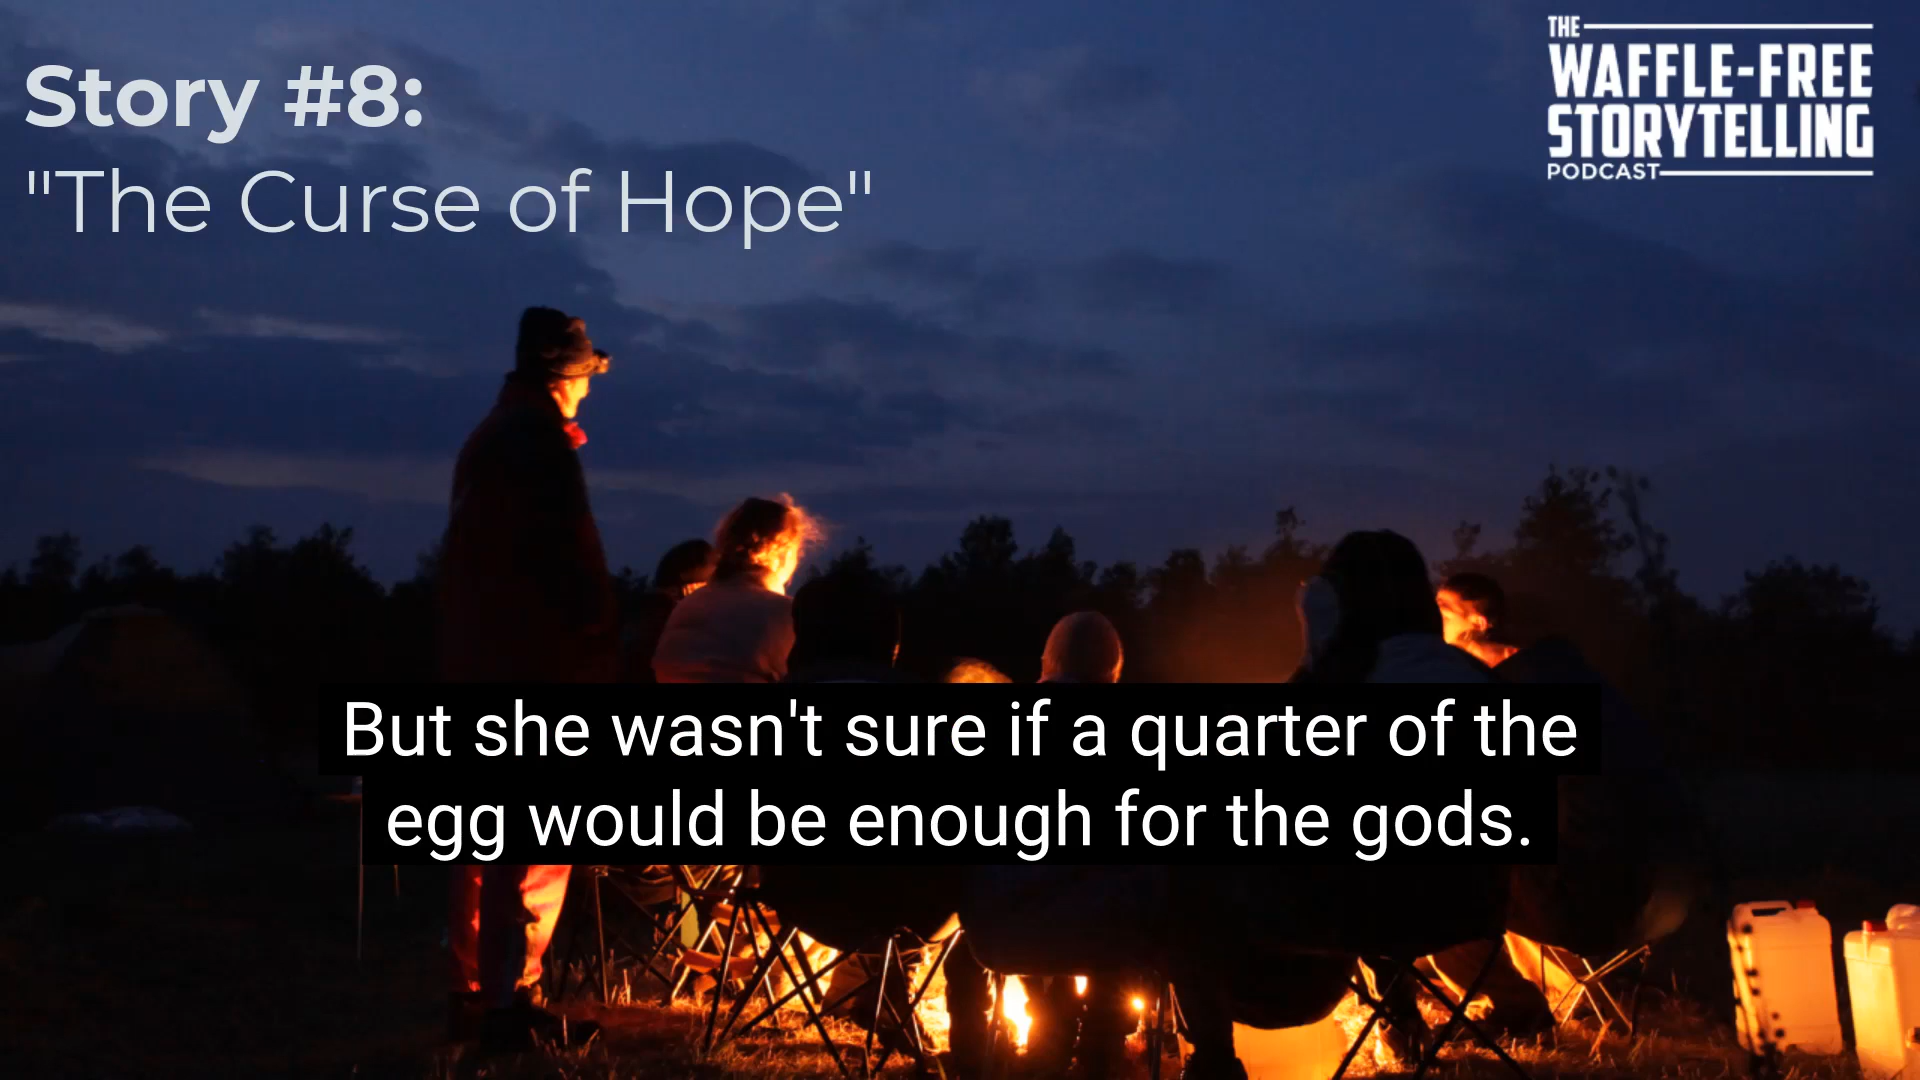 Story #8:
"The Curse of Hope"
THE
WAFFLE-FREE
STORYTELLING
PODCAST
But she wasn't sure if a quarter of the
egg would be enough for the gods.